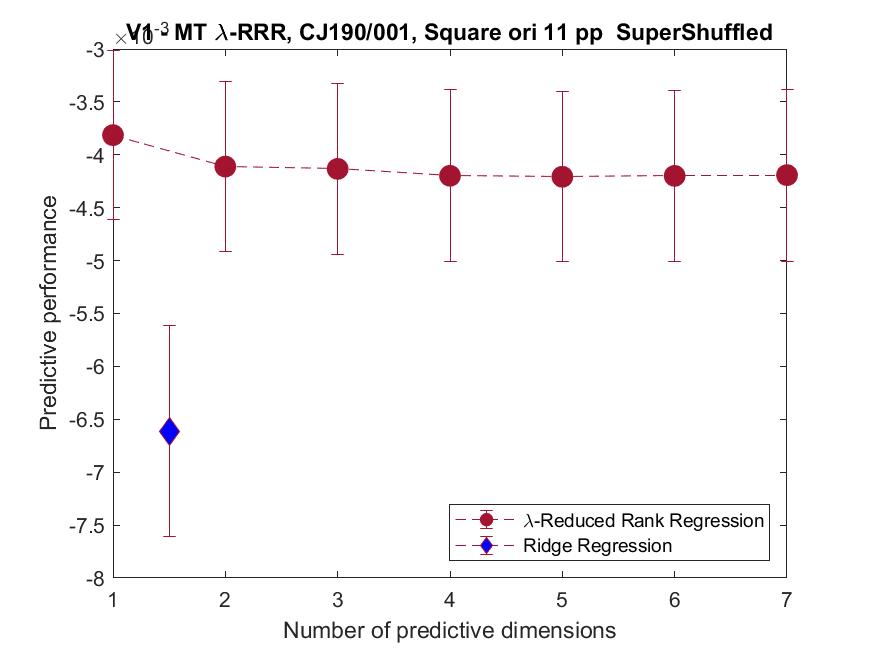 V1 - MT λ-RRR, CJ190/001, Square ori 11 pp  SuperShuffled
×10-3
-3
-3.5
-4
-4.5
-5
-5.5
-6
-6.5
-7
-7.5
-8
Predictive performance
λ-Reduced Rank Regression
Ridge Regression
1 2 3 4 5 6 7
Number of predictive dimensions